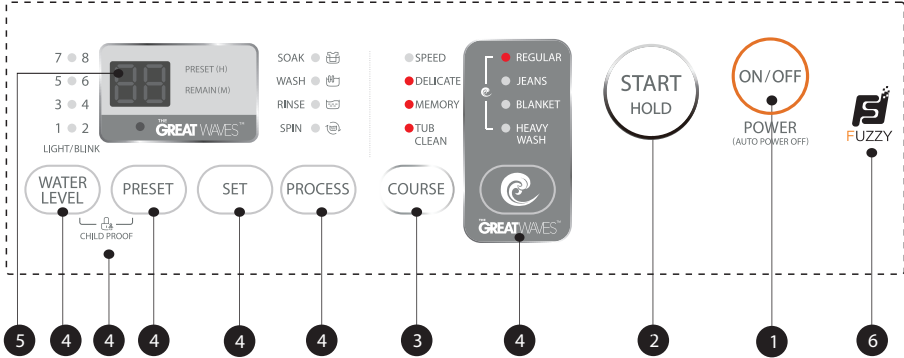 7 8
5 6
3 4
1 2
LIGHT/BLINK
88
PRESET (H)
REMAIN (M)
THE GREAT WAVES™
SOAK
WASH
RINSE
SPIN
SPEED
DELICATE
MEMORY
TUB
CLEAN
REGULAR
JEANS
BLANKET
HEAVY
WASH
START
HOLD
ON/OFF
POWER
(AUTO POWER OFF)
FUZZY
WATER
LEVEL
PRESET
SET
PROCESS
COURSE
THE GREAT WAVES™
CHILD PROOF
5 4 4 4 4 4 3 4 2 1 6